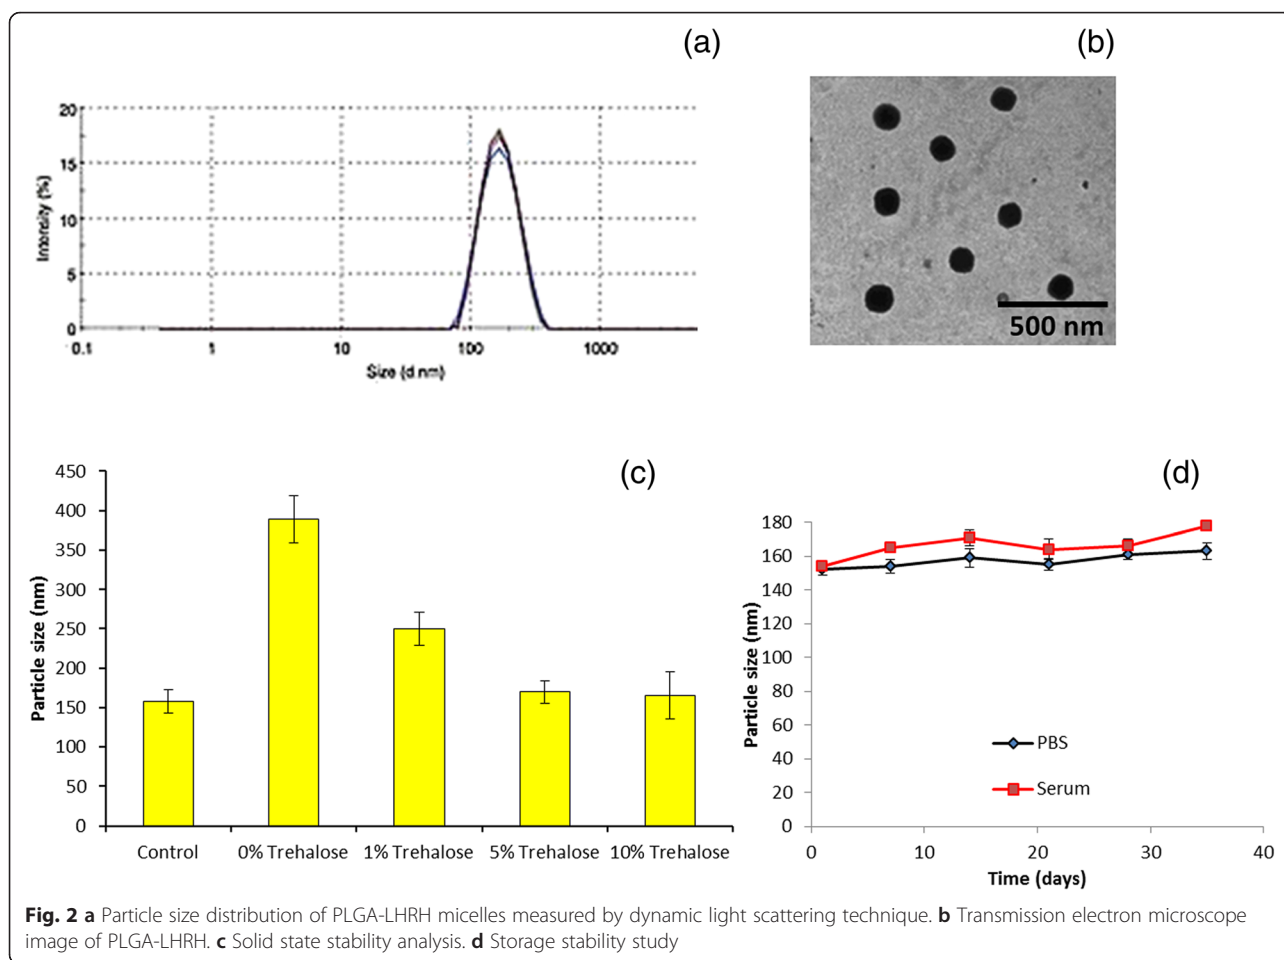 (a)
20
15
10
5
0
Intensity (%)
0.1 1 10 100 1000
Size (d.nm)
(b)
500 nm
(c)
450
400
350
300
250
200
150
100
50
0
Particle size (nm)
Control 0% Trehalose 1% Trehalose 5% Trehalose 10% Trehalose
(d)
180
160
140
120
100
80
60
40
20
0
Particle size (nm)
PBS
Serum
0 10 20 30 40
Time (days)
Fig. 2 a Particle size distribution of PLGA-LHRH micelles measured by dynamic light scattering technique. b Transmission electron microscope
image of PLGA-LHRH. c Solid state stability analysis. d Storage stability study